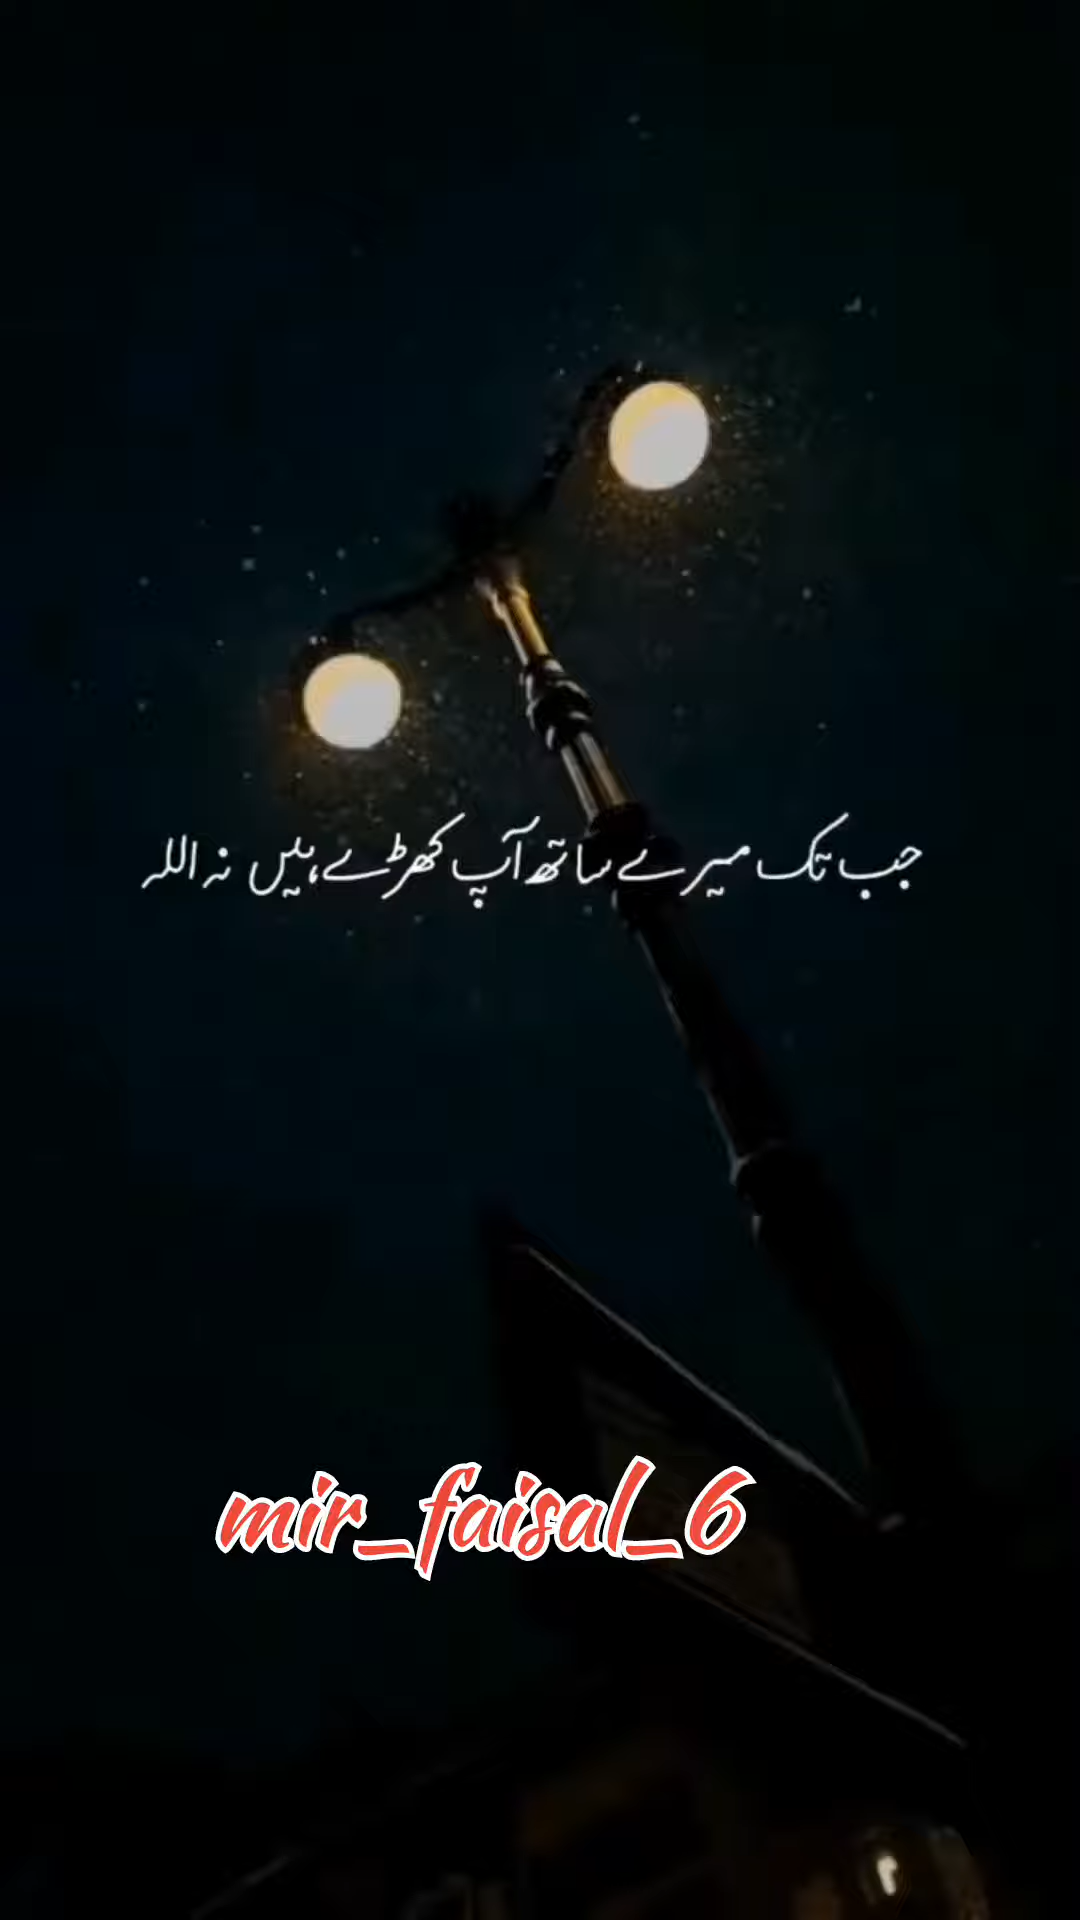 جب تک میرے ساتھ آپ کھڑے ہیں نہ اللہ
mir_faisal_6